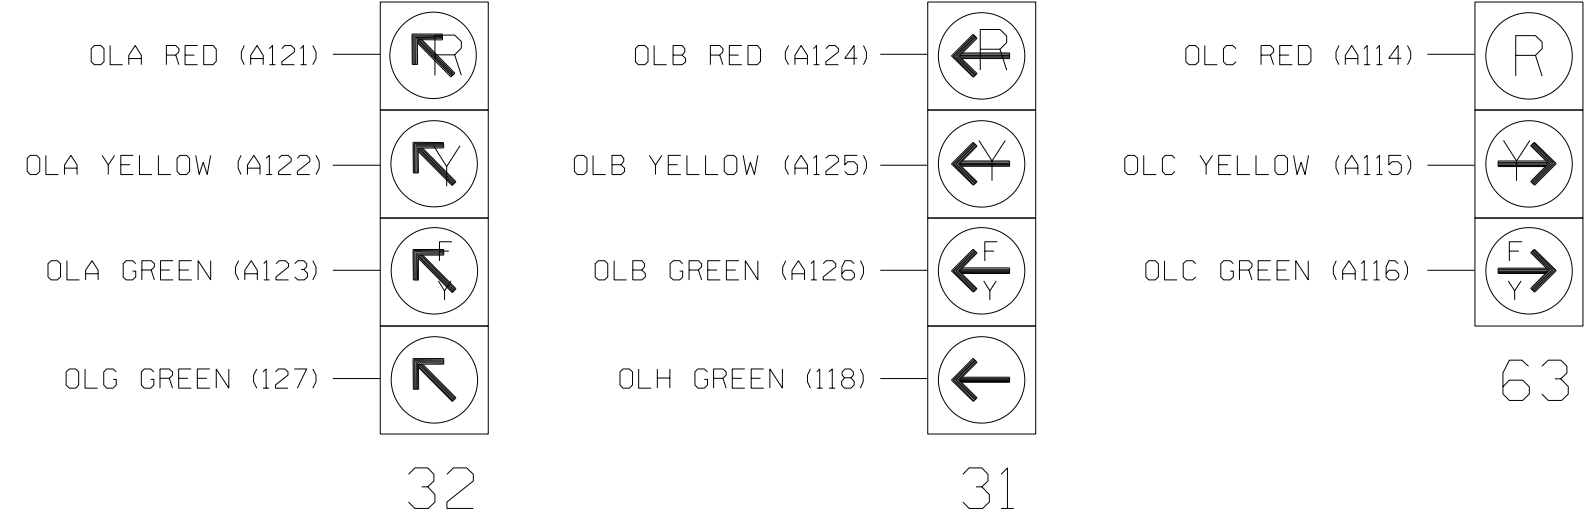 OLA RED (A121) R
OLA YELLOW (A122) Y
OLA GREEN (A123) F Y
OLG GREEN (127)
32
OLB RED (A124) R
OLB YELLOW (A125) Y
OLB GREEN (A126) F Y
OLH GREEN (118)
31
OLC RED (A114) R
OLC YELLOW (A115) Y
OLC GREEN (A116) F Y
63